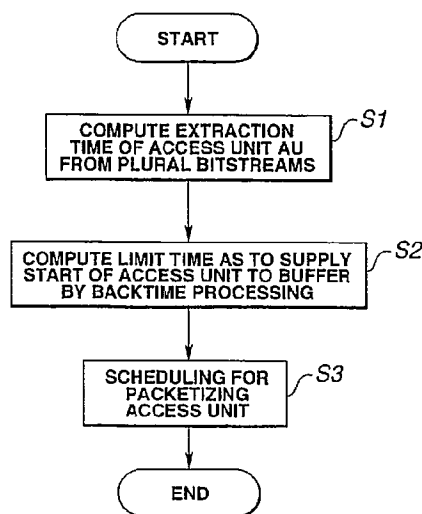 START
COMPUTE EXTRACTION
TIME OF ACCESS UNIT AU
FROM PLURAL BITSTREAMS
S1
COMPUTE LIMIT TIME AS TO SUPPLY
START OF ACCESS UNIT TO BUFFER
BY BACKTIME PROCESSING
S2
SCHEDULING FOR
PACKETIZING
ACCESS UNIT
S3
END